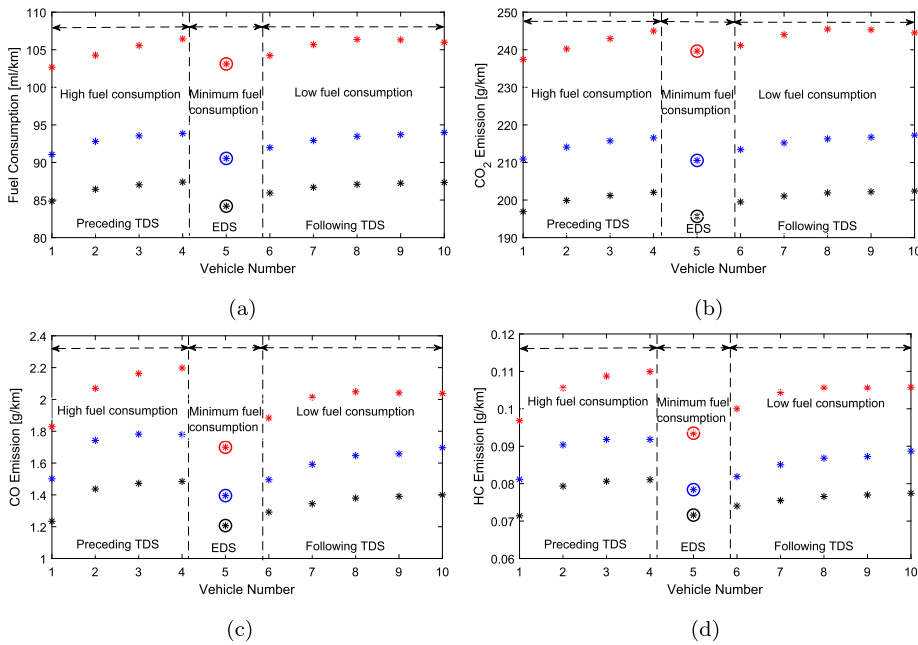 (a)
Fuel Consumption [ml/km]
110
105
100
95
90
85
80
High fuel consumption
Minimum fuel
consumption
Low fuel consumption
Preceding TDS
EDS
Following TDS
1 2 3 4 5 6 7 8 9 10
Vehicle Number
CO2 Emission [g/km]
250
240
230
220
210
200
190
High fuel consumption
Minimum fuel
consumption
Low fuel consumption
Preceding TDS
EDS
Following TDS
1 2 3 4 5 6 7 8 9 10
Vehicle Number
(b)
CO Emission [g/km]
2.4
2.2
2
1.8
1.6
1.4
1.2
1
High fuel consumption
Minimum fuel
consumption
Low fuel consumption
Preceding TDS
EDS
Following TDS
1 2 3 4 5 6 7 8 9 10
Vehicle Number
(c)
HC Emission [g/km]
0.12
0.11
0.1
0.09
0.08
0.07
0.06
High fuel consumption
Minimum fuel
consumption
Low fuel consumption
Preceding TDS
EDS
Following TDS
1 2 3 4 5 6 7 8 9 10
Vehicle Number
(d)